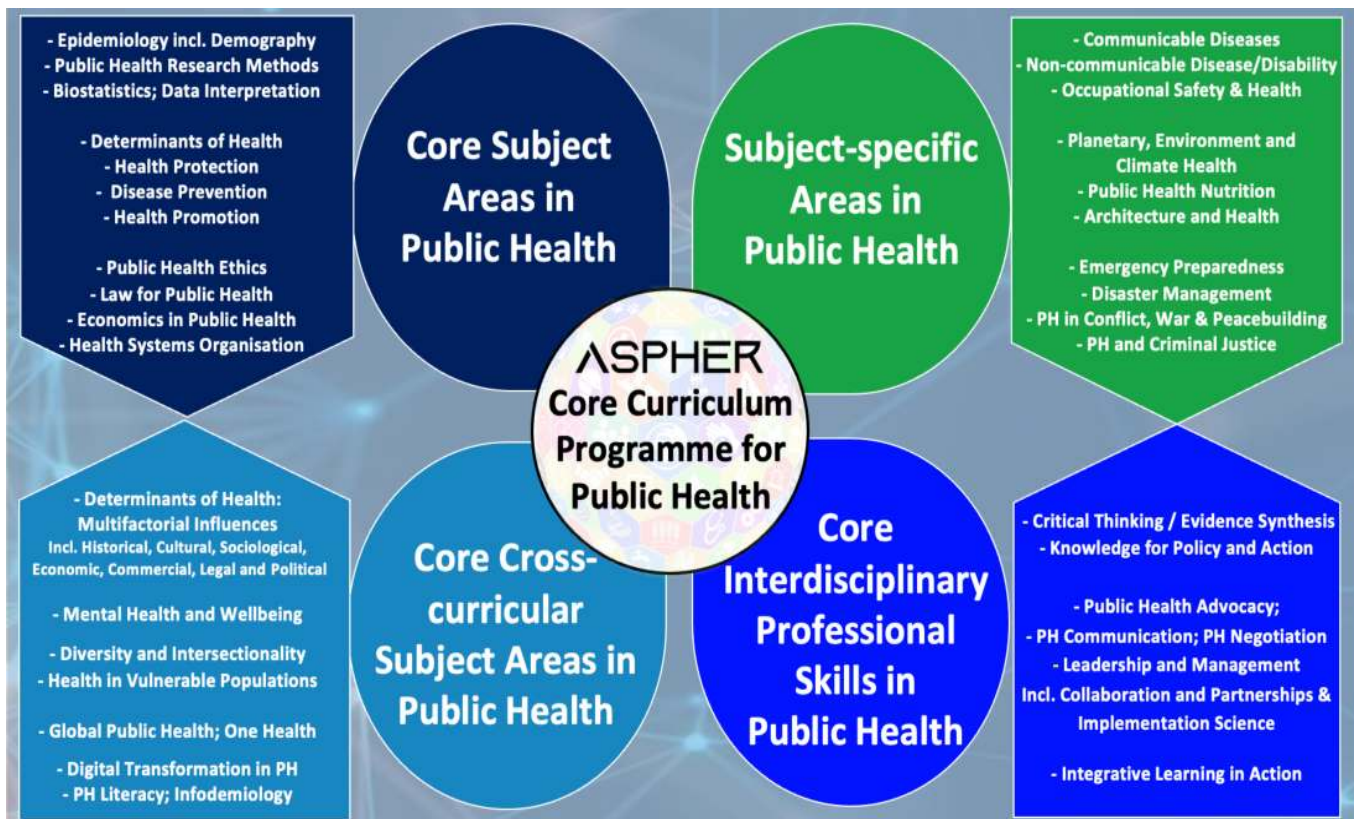 - Epidemiology incl. Demography
- Public Health Research Methods
- Biostatistics; Data Interpretation
- Determinants of Health
- Health Protection
- Disease Prevention
- Health Promotion
- Public Health Ethics
- Law for Public Health
- Economics in Public Health
- Health Systems Organisation
Core Subject
Areas in
Public Health
Subject-specific
Areas in
Public Health
- Communicable Diseases
- Non-communicable Disease/Disability
- Occupational Safety & Health
- Planetary, Environment and
Climate Health
- Public Health Nutrition
- Architecture and Health
- Emergency Preparedness
- Disaster Management
- PH in Conflict, War & Peacebuilding
- PH and Criminal Justice
ASPHER
Core Curriculum
Programme for
Public Health
- Determinants of Health:
Multifactorial Influences
Incl. Historical, Cultural, Sociological,
Economic, Commercial, Legal and Political
- Mental Health and Wellbeing
- Diversity and Intersectionality
- Health in Vulnerable Populations
- Global Public Health; One Health
- Digital Transformation in PH
- PH Literacy; Infodemiology
Core Cross-
curricular
Subject Areas in
Public Health
Core
Interdisciplinary
Professional
Skills in
Public Health
- Critical Thinking / Evidence Synthesis
- Knowledge for Policy and Action
- Public Health Advocacy;
- PH Communication; PH Negotiation
- Leadership and Management
Incl. Collaboration and Partnerships &
Implementation Science
- Integrative Learning in Action